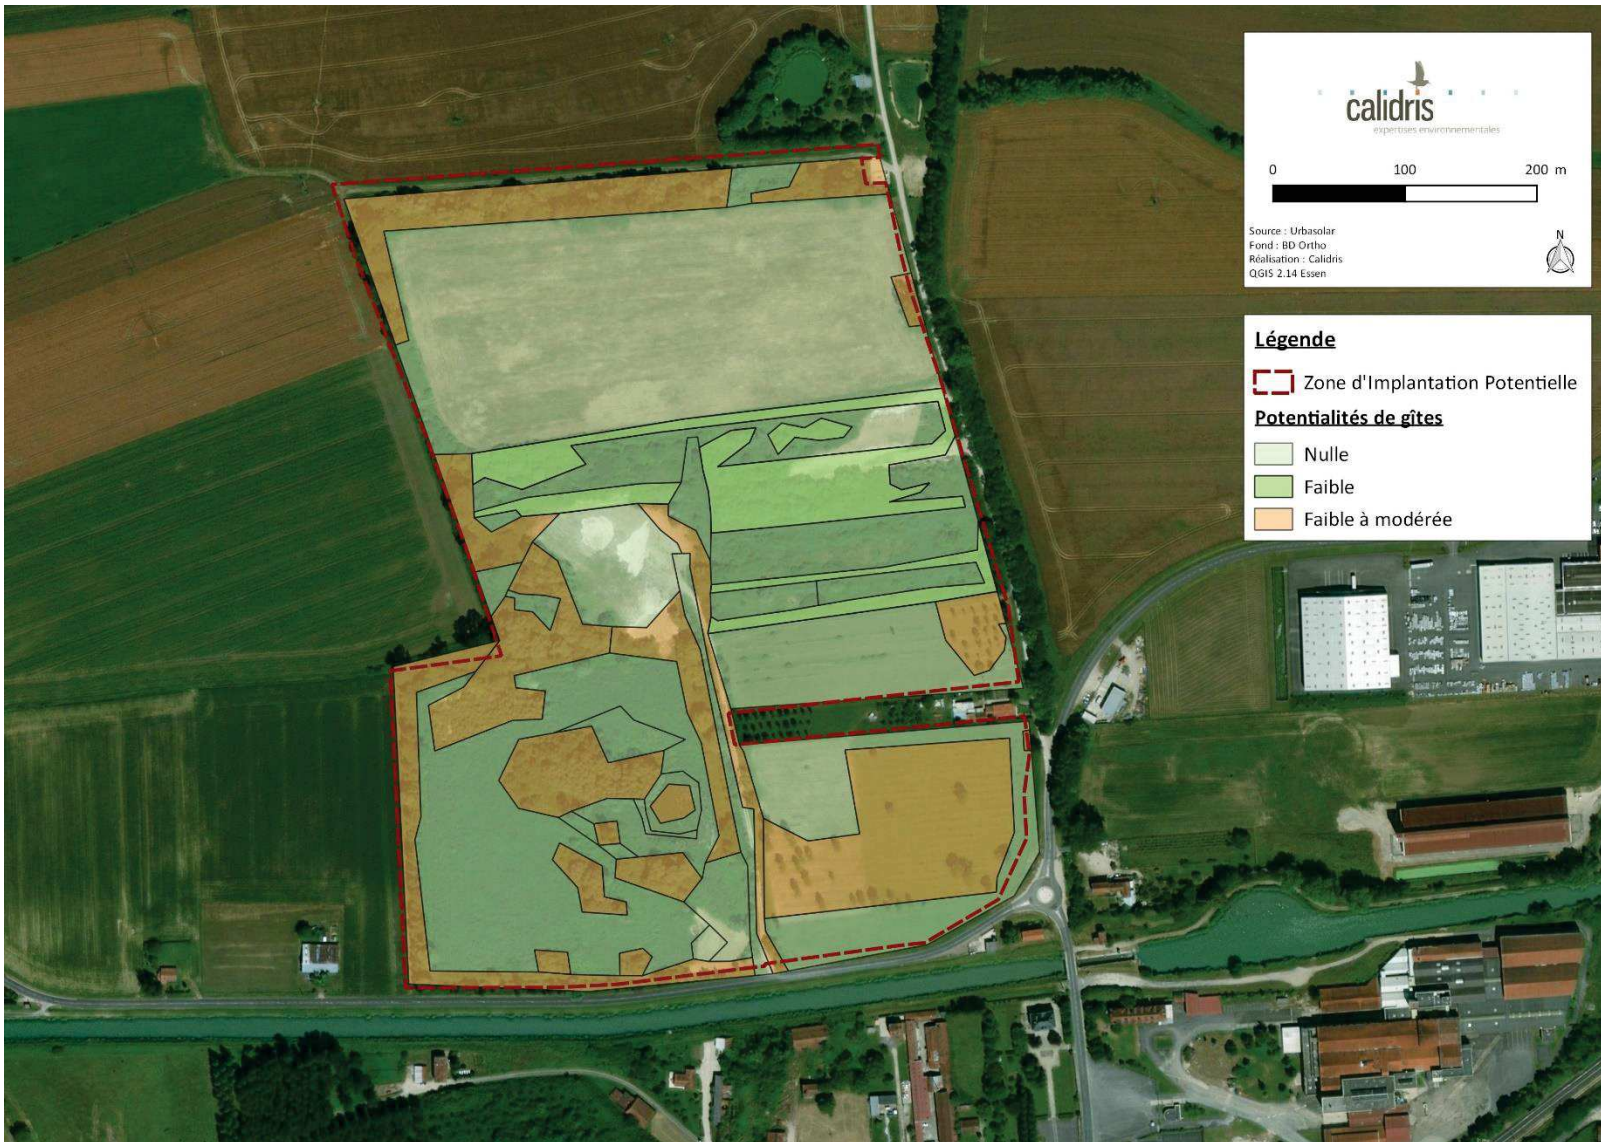 calidris
expertises environnementales
0 100 200 m
Source : Urbasolar
Fond : BD Ortho
Réalisation : Calidris
QGIS 2.14 Essen
N
Légende
Zone d'Implantation Potentielle
Potentialités de gîtes
Nulle
Faible
Faible à modérée